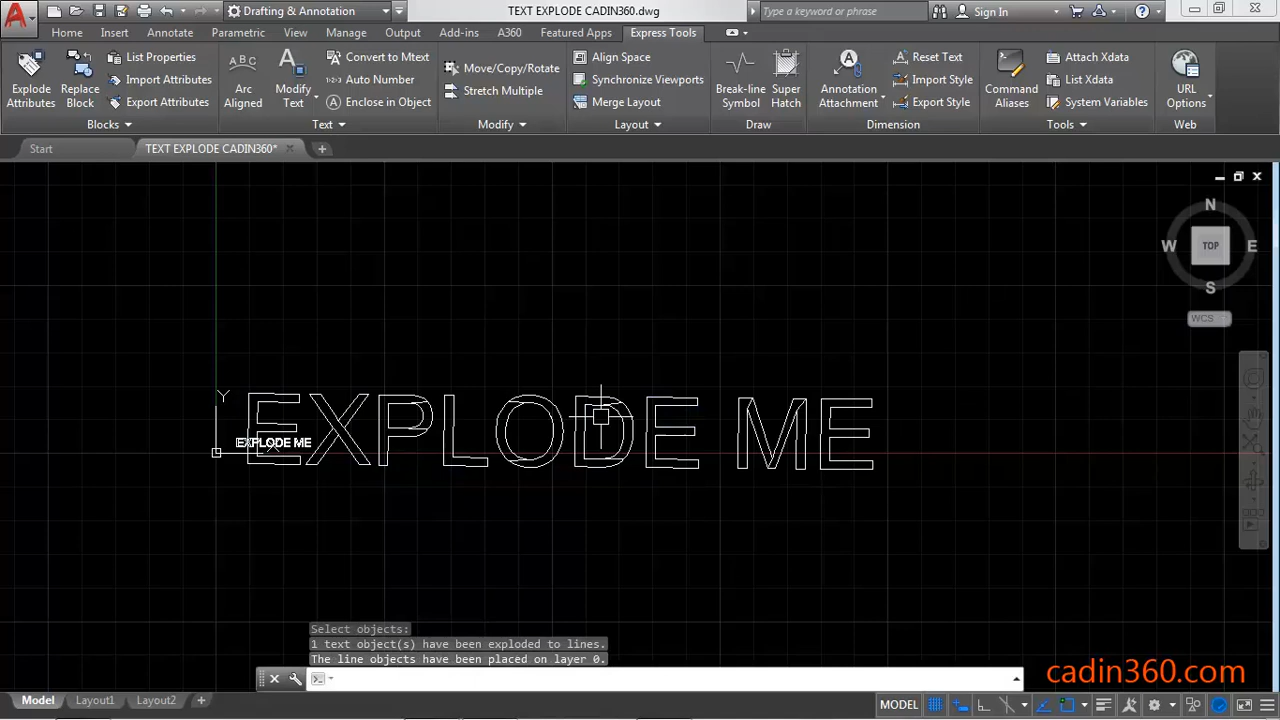 Drafting & Annotation
TEXT EXPLODE CADIN360.dwg
Type a keyword or phrase
Sign In
Home Insert Annotate Parametric View Manage Output Add-ins A360 Featured Apps Express Tools
Explode Attributes
Replace Block
List Properties
Import Attributes
Export Attributes
Blocks
ABC
Arc Aligned
A
Modify Text
Convert to Mtext
Auto Number
Enclose in Object
Text
Move/Copy/Rotate
Stretch Multiple
Modify
Align Space
Synchronize Viewports
Merge Layout
Layout
Break-line Symbol
Super Hatch
Draw
Annotation Attachment
Reset Text
Import Style
Export Style
Dimension
Command Aliases
Attach Xdata
List Xdata
System Variables
Tools
URL Options
Web
Start
TEXT EXPLODE CADIN360*
N
W TOP E
S
WCS
Y
EXPLODE ME
EXPLODE ME
X
Select objects:
1 text object(s) have been exploded to lines.
The line objects have been placed on layer 0.
cadin360.com
Model Layout1 Layout2
MODEL